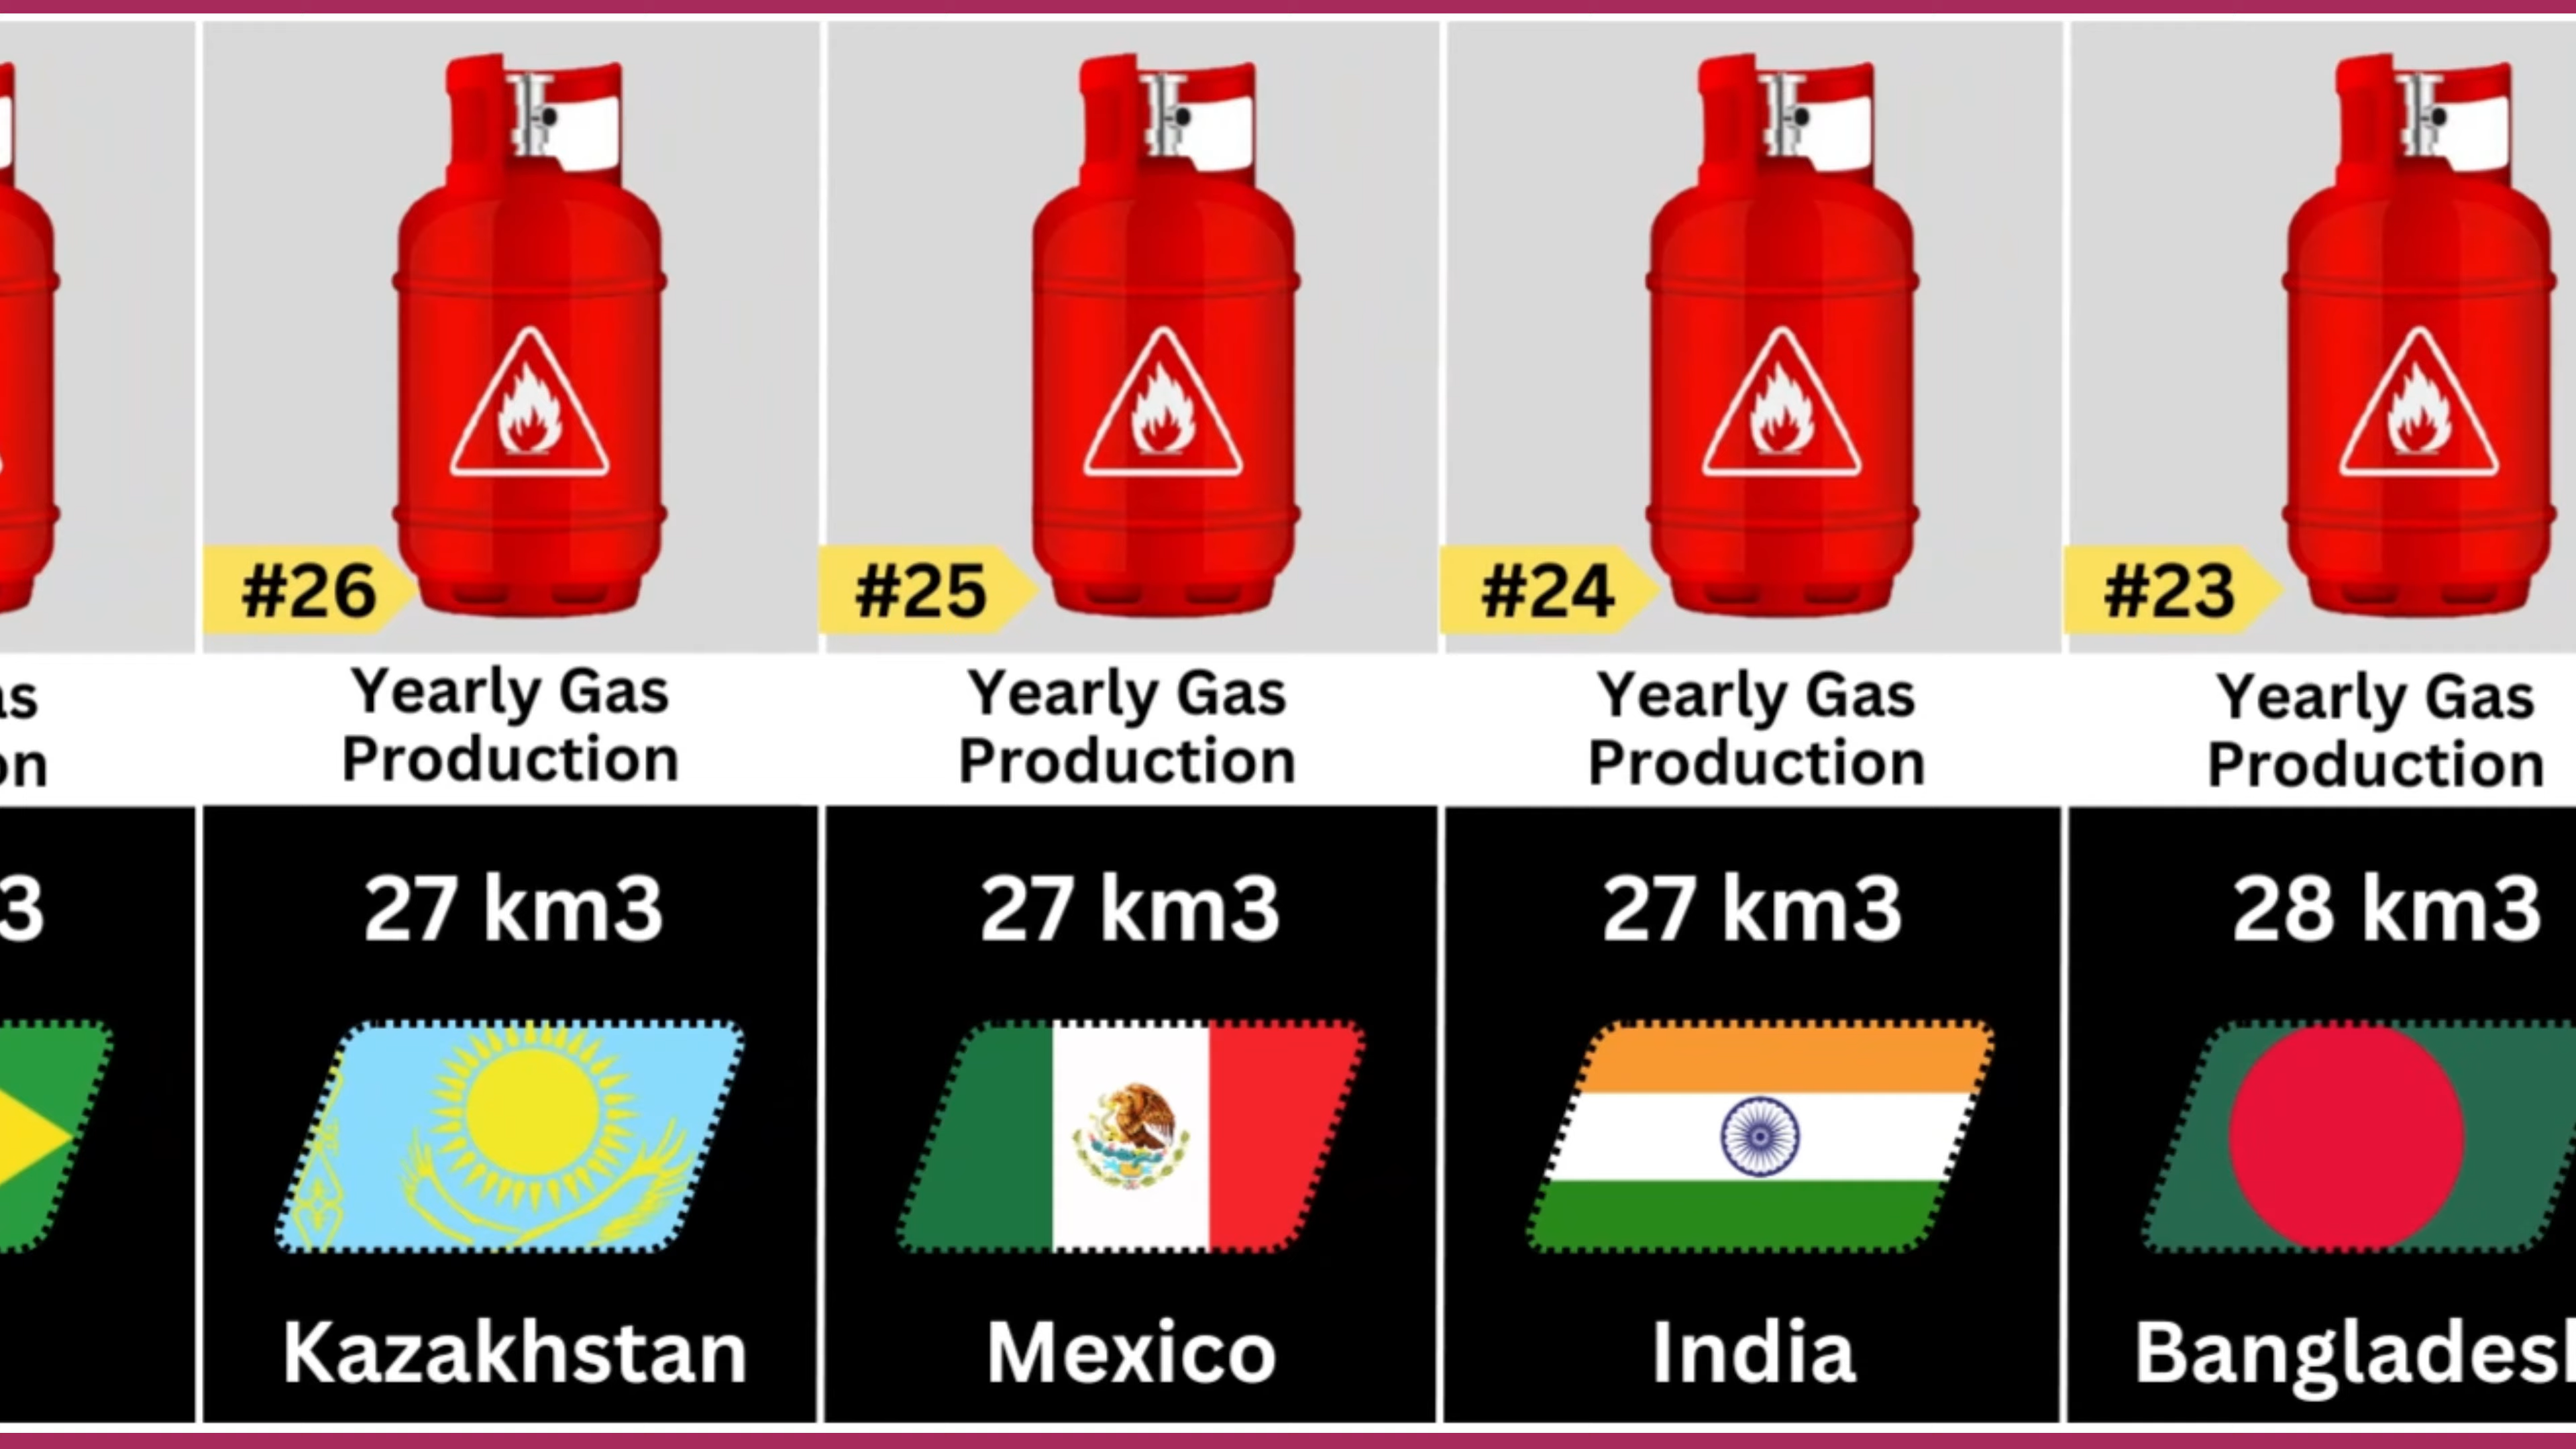 #26
Yearly Gas
Production
27 km3
Kazakhstan
#25
Yearly Gas
Production
27 km3
Mexico
#24
Yearly Gas
Production
27 km3
India
#23
Yearly Gas
Production
28 km3